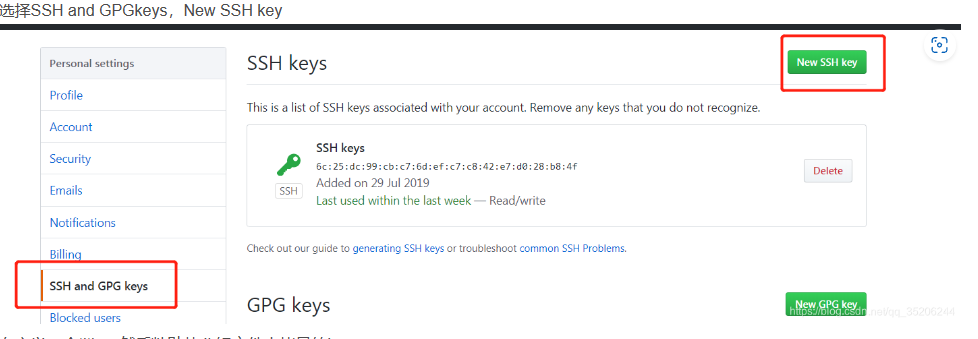 选择SSH and GPGkeys，New SSH key
Personal settings
Profile
Account
Security
Emails
Notifications
Billing
SSH and GPG keys
Blocked users
SSH keys
New SSH key
This is a list of SSH keys associated with your account. Remove any keys that you do not recognize.
SSH keys
6c:25:dc:99:cb:c7:6d:ef:c7:c8:42:e7:d0:28:b8:4f
Added on 29 Jul 2019
Last used within the last week — Read/write
SSH
Delete
Check out our guide to generating SSH keys or troubleshoot common SSH Problems.
GPG keys
New GPG key
https://blog.csdn.net/qq_35206244